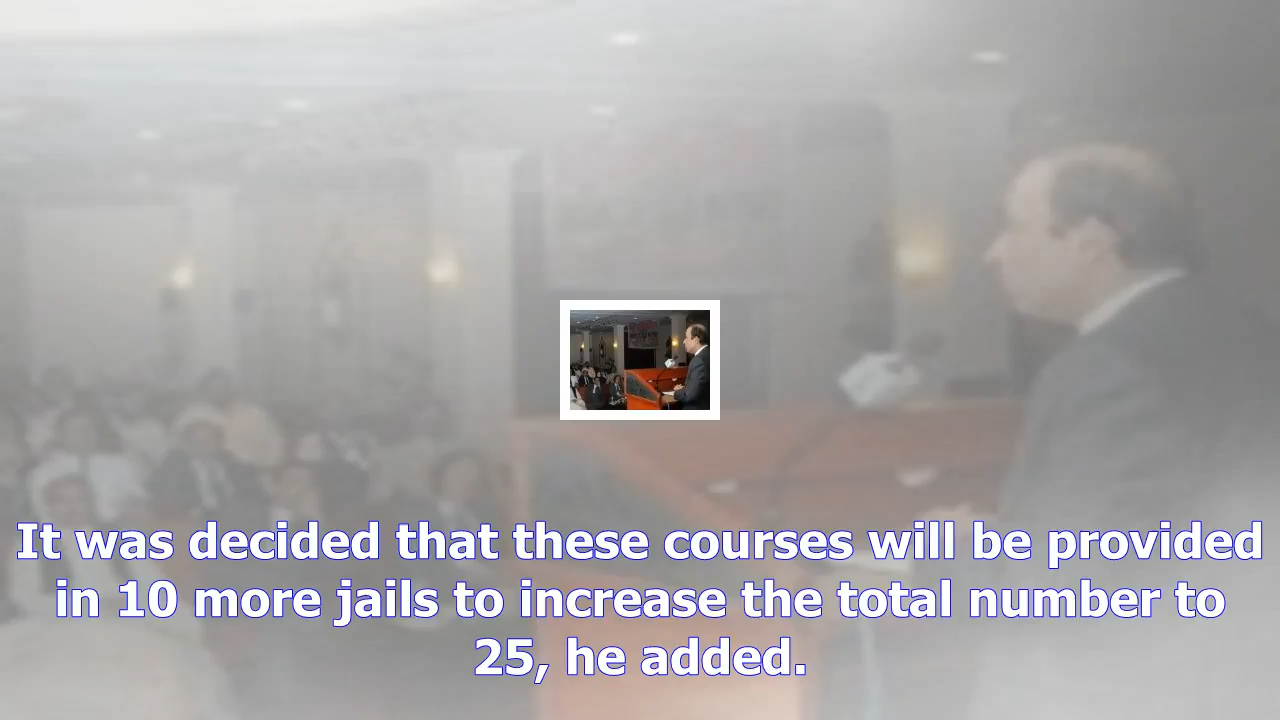 It was decided that these courses will be provided
in 10 more jails to increase the total number to
25, he added.